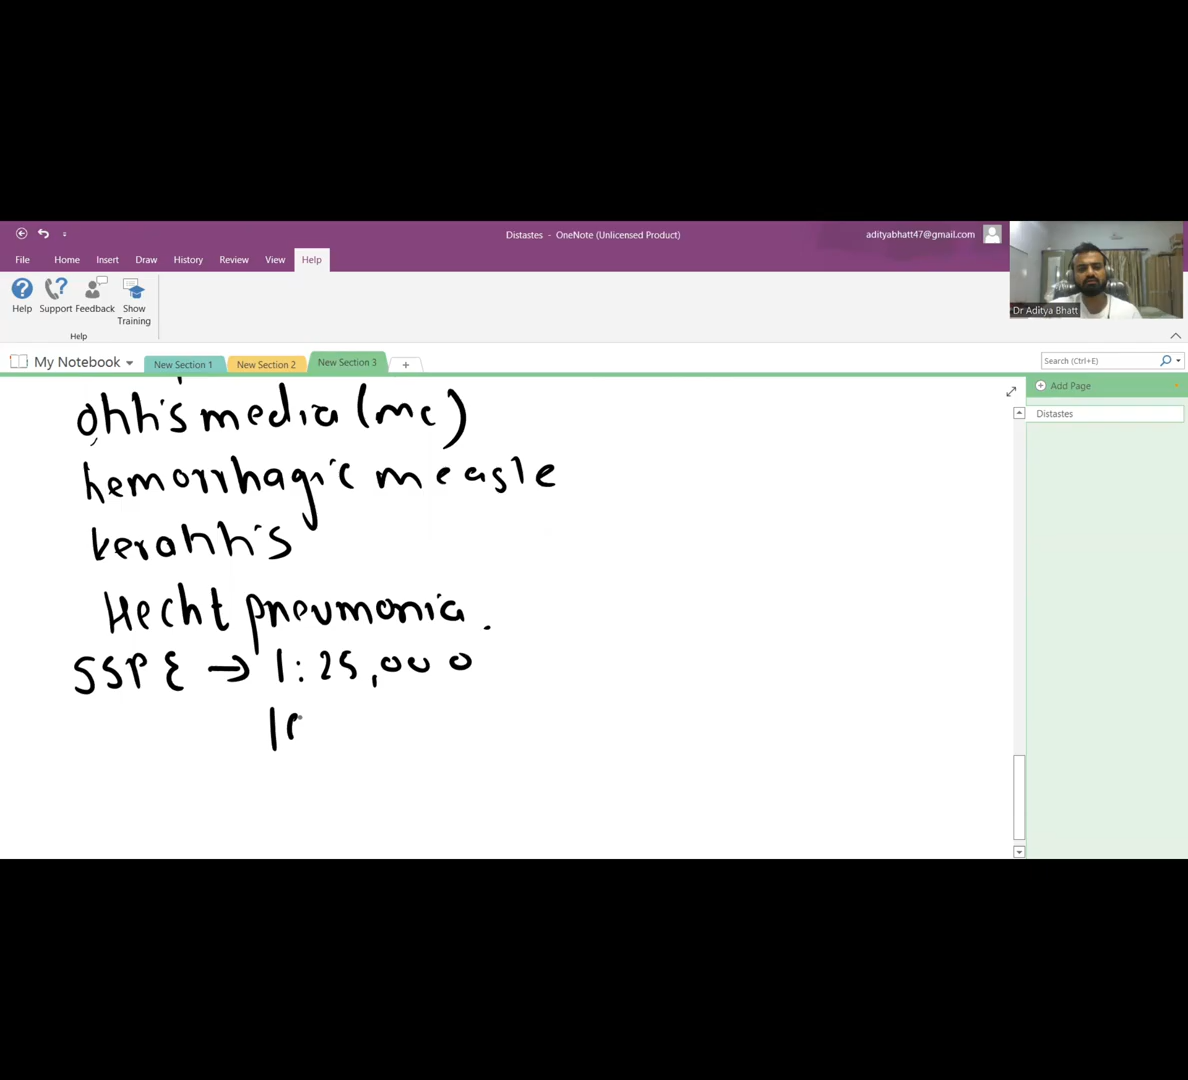 Distastes - OneNote (Unlicensed Product)
adityabhatt47@gmail.com
File Home Insert Draw History Review View Help
Help Support Feedback Show Training
Help
Dr Aditya Bhatt
My Notebook New Section 1 New Section 2 New Section 3
Search (Ctrl+E)
Add Page
Distastes
otitis media (mc)
hemorrhagic measle
keratitis
Hecht pneumonia.
SSPE → 1:25,000